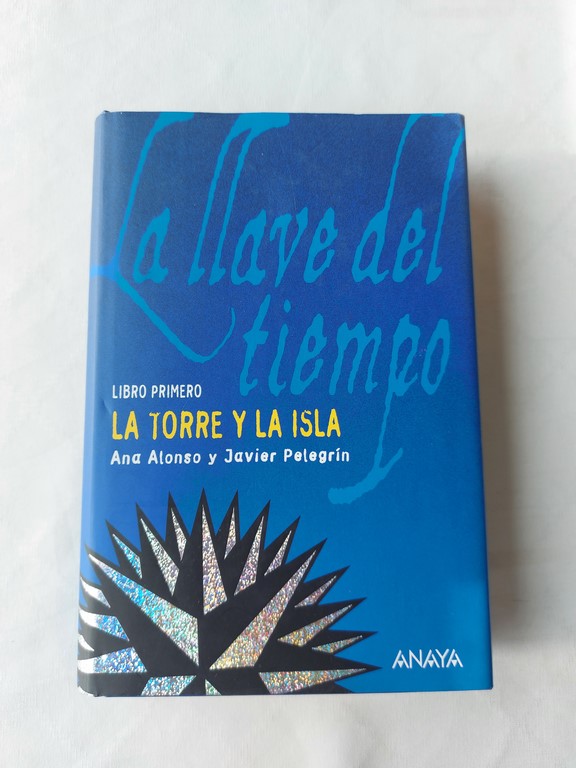 La llave del
tiempo
LIBRO PRIMERO
LA TORRE Y LA ISLA
Ana Alonso y Javier Pelegrín
ANAYA